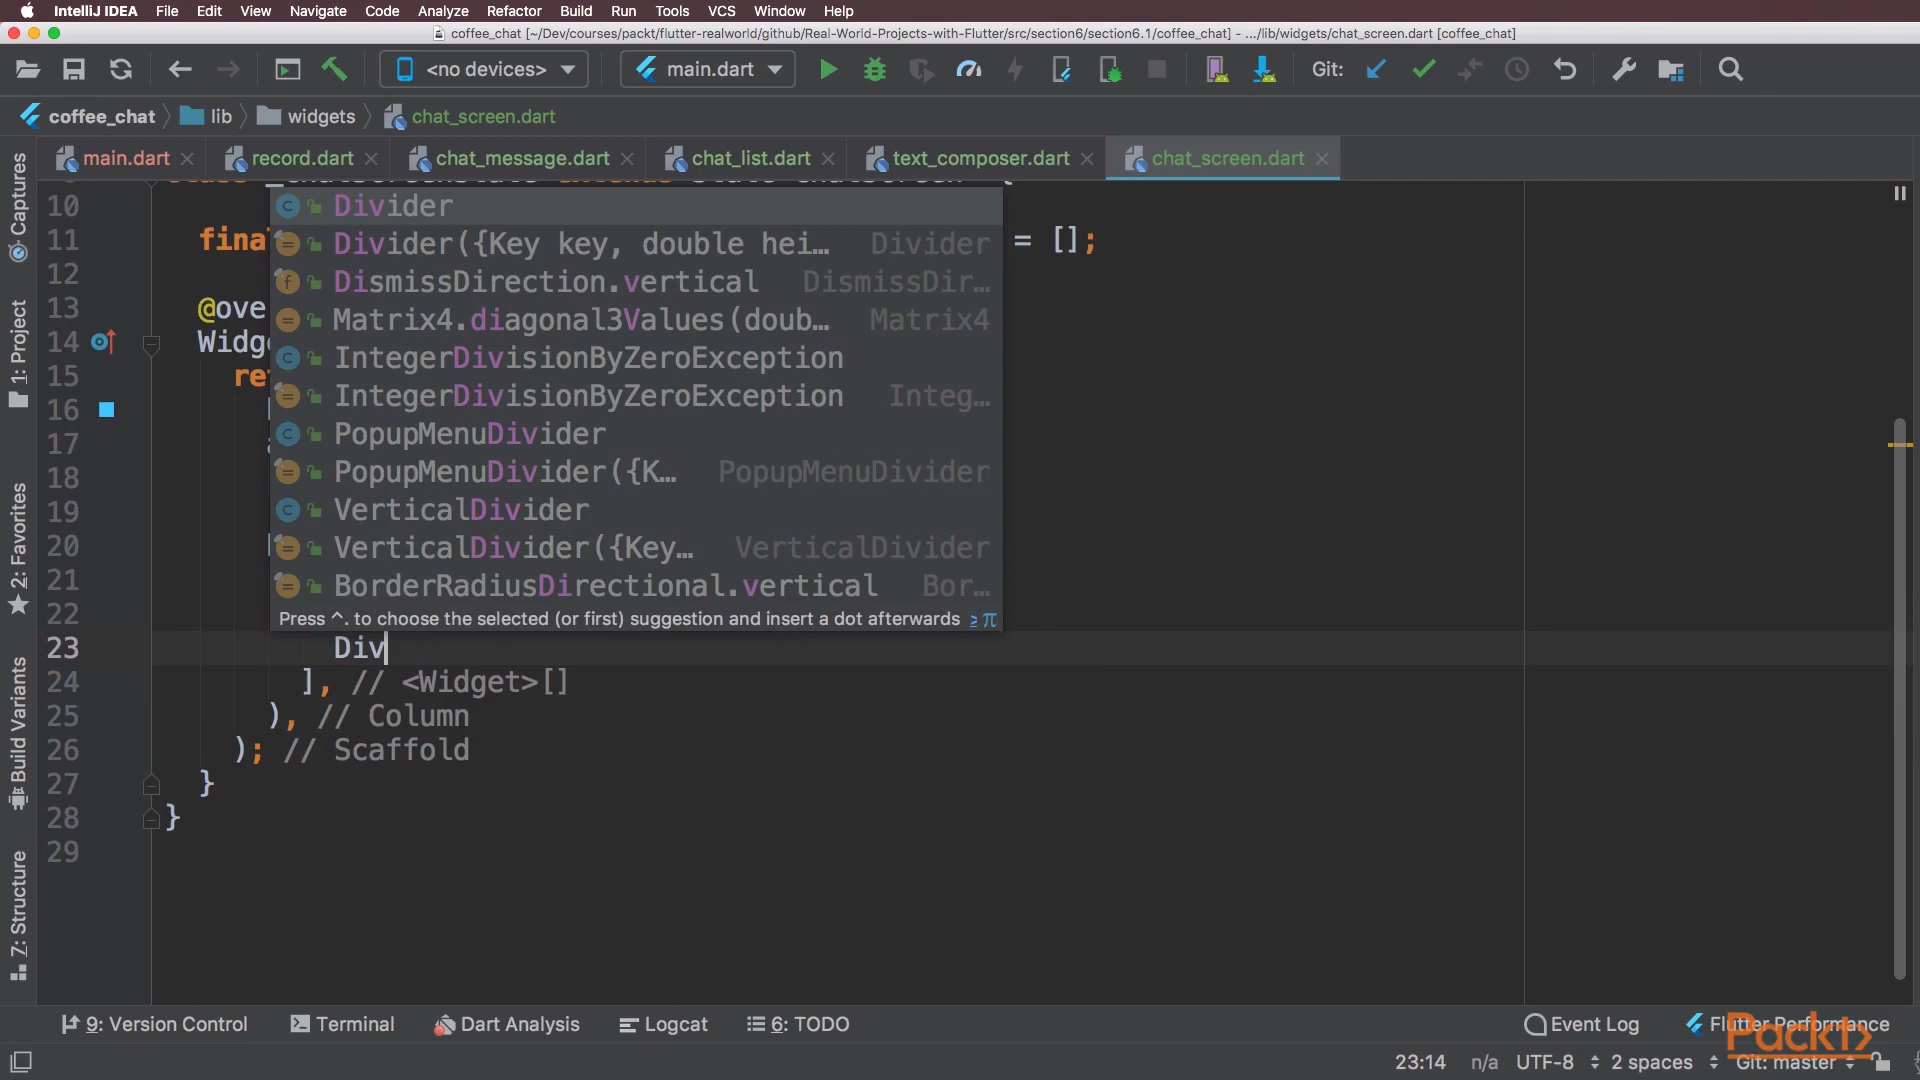 IntelliJ IDEA File Edit View Navigate Code Analyze Refactor Build Run Tools VCS Window Help
coffee_chat [~/Dev/courses/packt/flutter-realworld/github/Real-World-Projects-with-Flutter/src/section6/section6.1/coffee_chat] - .../lib/widgets/chat_screen.dart [coffee_chat]
<no devices> main.dart Git:
coffee_chat lib widgets chat_screen.dart
main.dart record.dart chat_message.dart chat_list.dart text_composer.dart chat_screen.dart
Captures
1: Project
2: Favorites
Build Variants
7: Structure
10
11 fina = [];
12
13 @ove
14 Widg
15 re
16
17
18
19
20
21
22
Divider
Divider({Key key, double hei… Divider
DismissDirection.vertical DismissDir…
Matrix4.diagonal3Values(doub… Matrix4
IntegerDivisionByZeroException
IntegerDivisionByZeroException Integ…
PopupMenuDivider
PopupMenuDivider({K… PopupMenuDivider
VerticalDivider
VerticalDivider({Key… VerticalDivider
BorderRadiusDirectional.vertical Bor…
Press ^. to choose the selected (or first) suggestion and insert a dot afterwards ≥ π
23 Div
24 ], // <Widget>[]
25 ), // Column
26 ); // Scaffold
27 }
28 }
29
9: Version Control Terminal Dart Analysis Logcat 6: TODO Event Log Flutter Performance
Packt>
23:14 n/a UTF-8 2 spaces Git: master